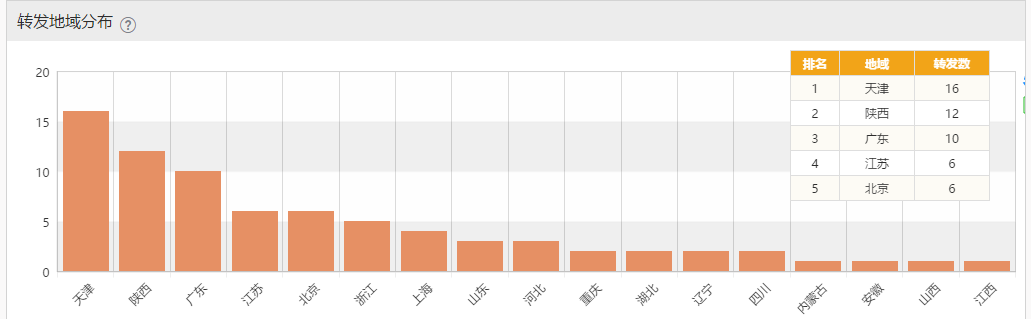 转发地域分布 ?
排名 地域 转发数
1 天津 16
2 陕西 12
3 广东 10
4 江苏 6
5 北京 6
20
15
10
5
0
天津 陕西 广东 江苏 北京 浙江 上海 山东 河北 重庆 湖北 辽宁 四川 内蒙古 安徽 山西 江西